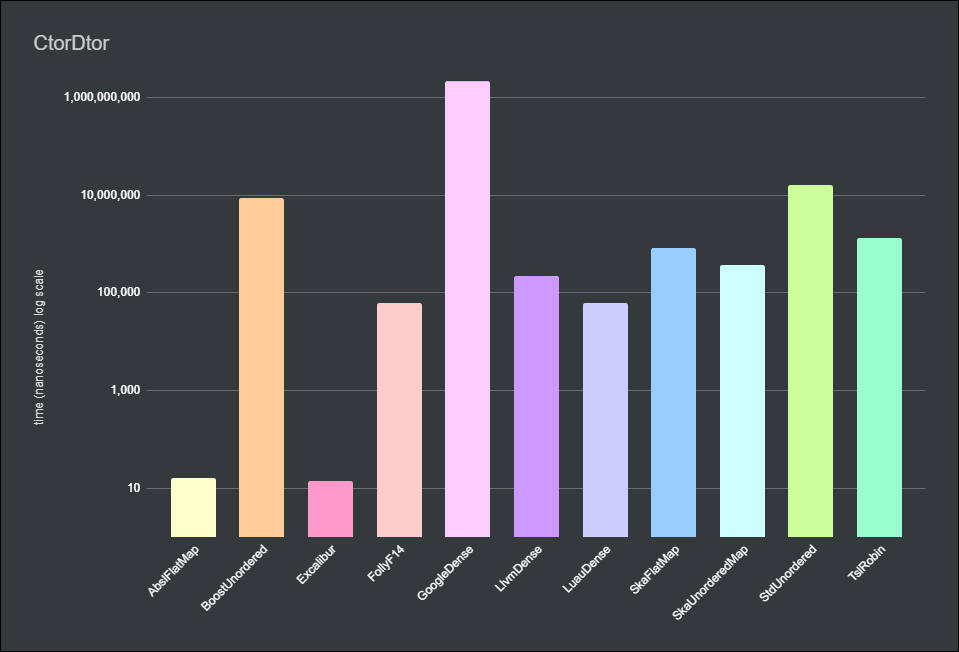 CtorDtor
1,000,000,000
10,000,000
100,000
1,000
10
time (nanoseconds) log scale
AbslFlatMap
BoostUnordered
Excalibur
FollyF14
GoogleDense
LlvmDense
LuauDense
SkaFlatMap
SkaUnorderedMap
StdUnordered
TslRobin